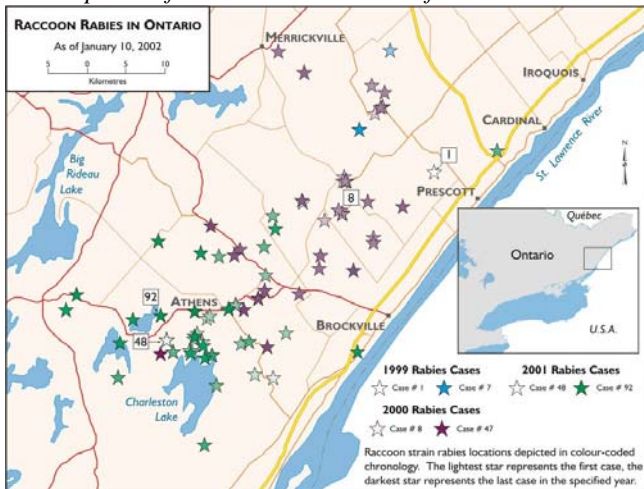 RACCOON RABIES IN ONTARIO
As of January 10, 2002
5 0 5 10
Kilometres
MERRICKVILLE
IROQUOIS
CARDINAL
St. Lawrence River
N
Big
Rideau
Lake
1
PRESCOTT
8
Québec
Ontario
U.S.A.
92
ATHENS
BROCKVILLE
48
Charleston
Lake
1999 Rabies Cases
Case # 1
Case # 7
2001 Rabies Cases
Case # 48
Case # 92
2000 Rabies Cases
Case # 8
Case # 47
Raccoon strain rabies locations depicted in colour-coded
chronology. The lightest star represents the first case, the
darkest star represents the last case in the specified year.